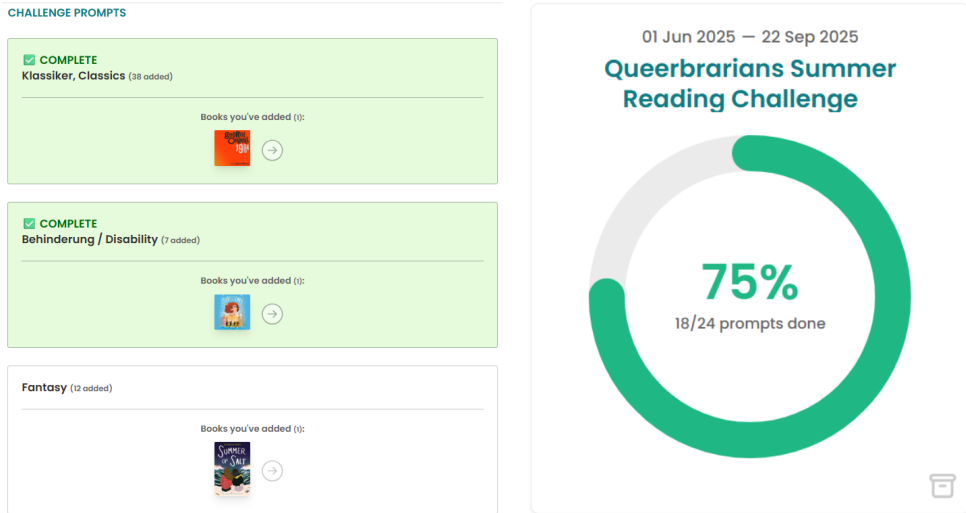 CHALLENGE PROMPTS
✅ COMPLETE
Klassiker, Classics (38 added)
Books you've added (1):
✅ COMPLETE
Behinderung / Disability (7 added)
Books you've added (1):
Fantasy (12 added)
Books you've added (1):
SUMMER
OF SALT
01 Jun 2025 — 22 Sep 2025
Queerbrarians Summer
Reading Challenge
75%
18/24 prompts done